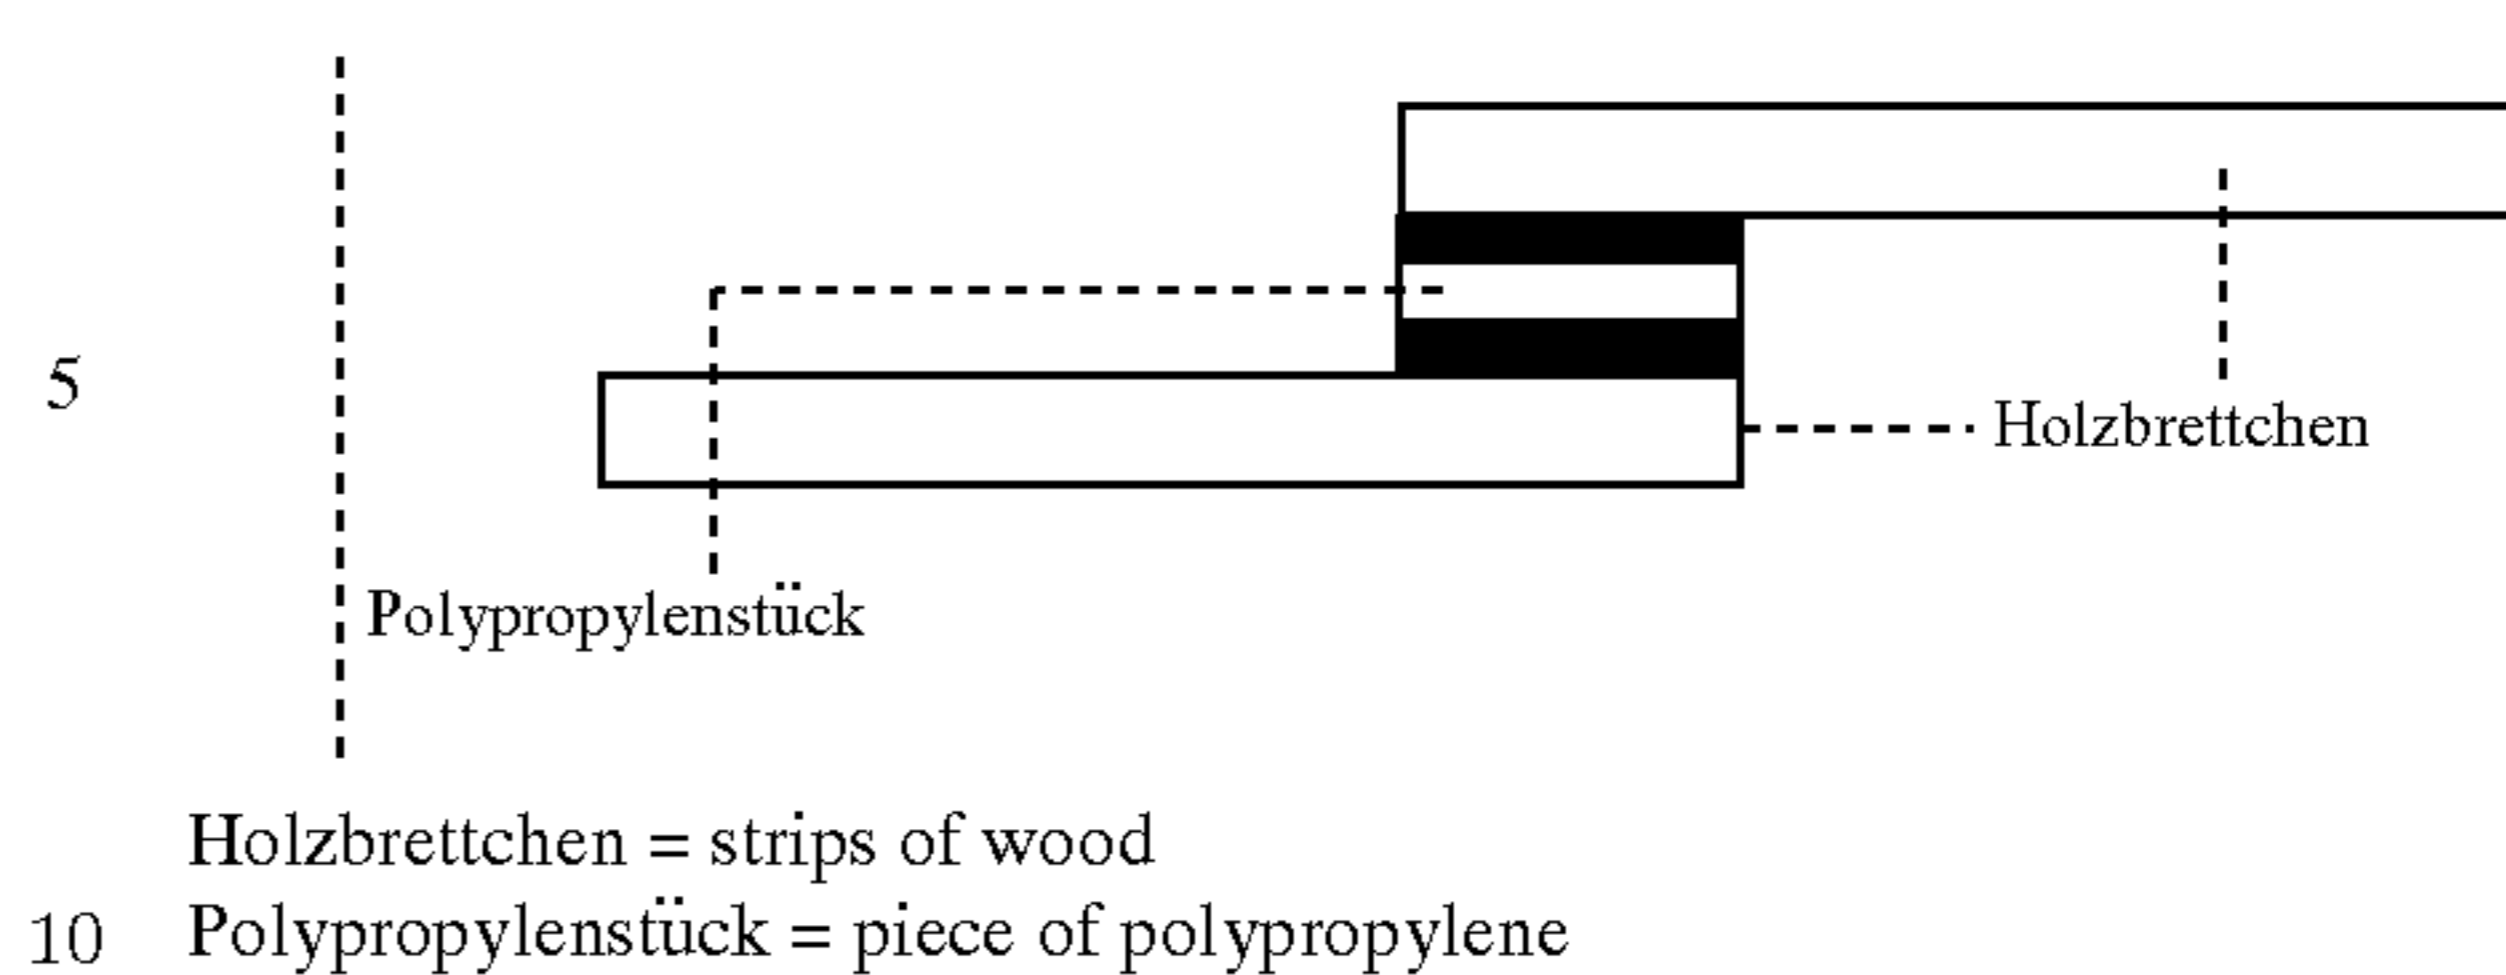 5
Holzbrettchen
Polypropylenstück
Holzbrettchen = strips of wood
10 Polypropylenstück = piece of polypropylene